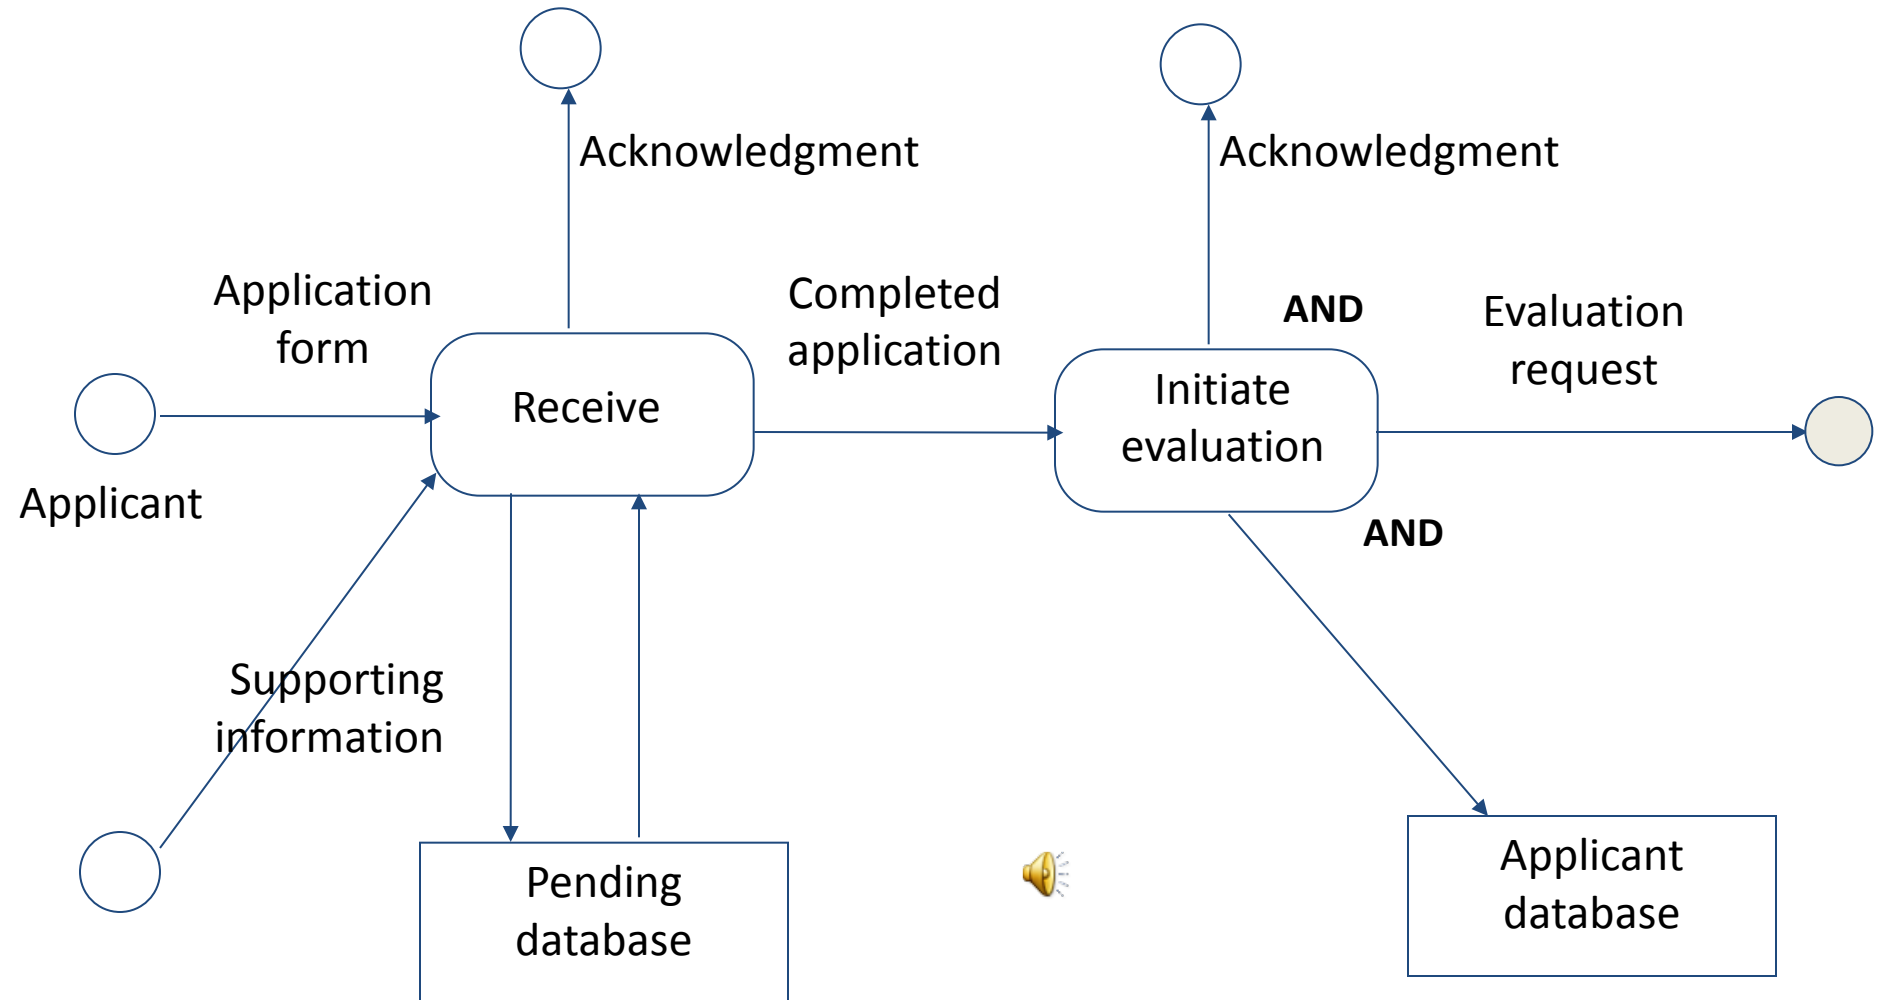 Acknowledgment
Acknowledgment
Application
form
Completed
application
AND
Evaluation
request
Receive
Initiate
evaluation
Applicant
AND
Supporting
information
Pending
database
Applicant
database